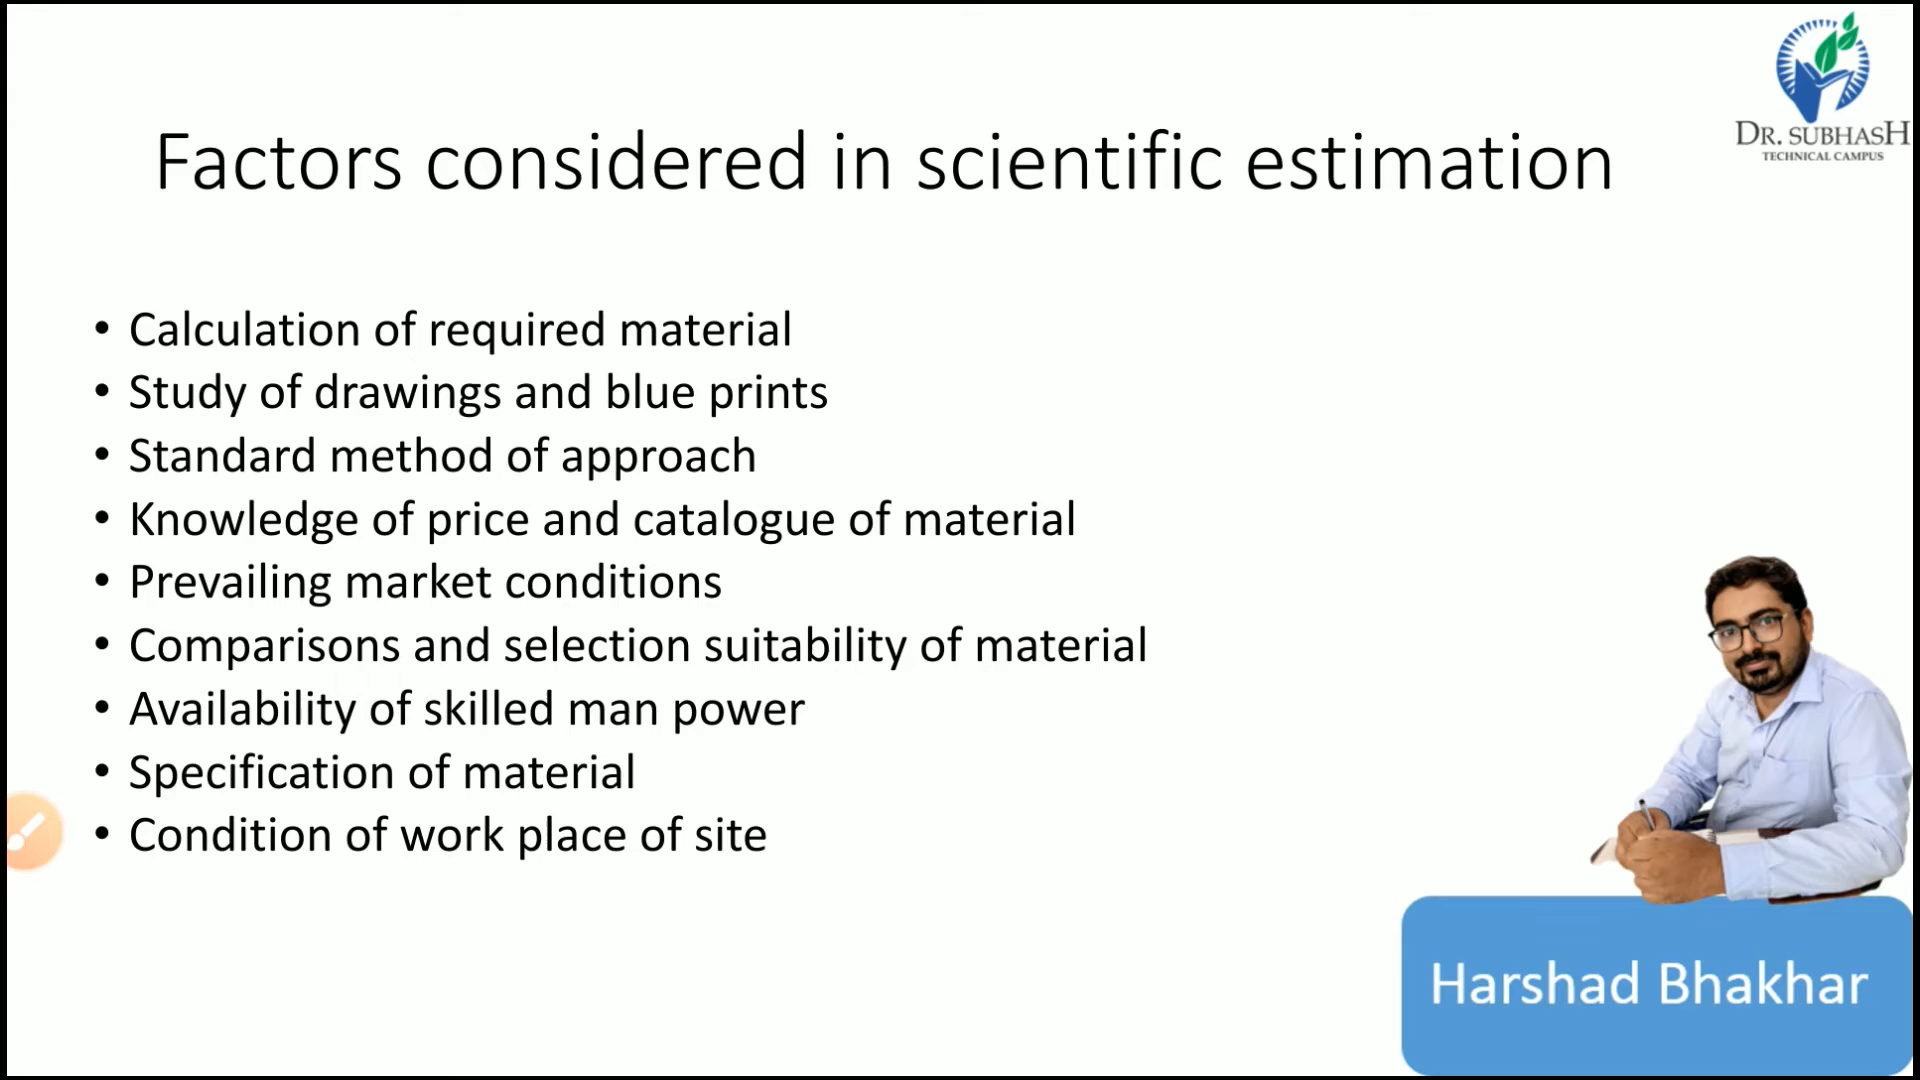 DR. SUBHASH
TECHNICAL CAMPUS
Factors considered in scientific estimation
• Calculation of required material
• Study of drawings and blue prints
• Standard method of approach
• Knowledge of price and catalogue of material
• Prevailing market conditions
• Comparisons and selection suitability of material
• Availability of skilled man power
• Specification of material
• Condition of work place of site
Harshad Bhakhar